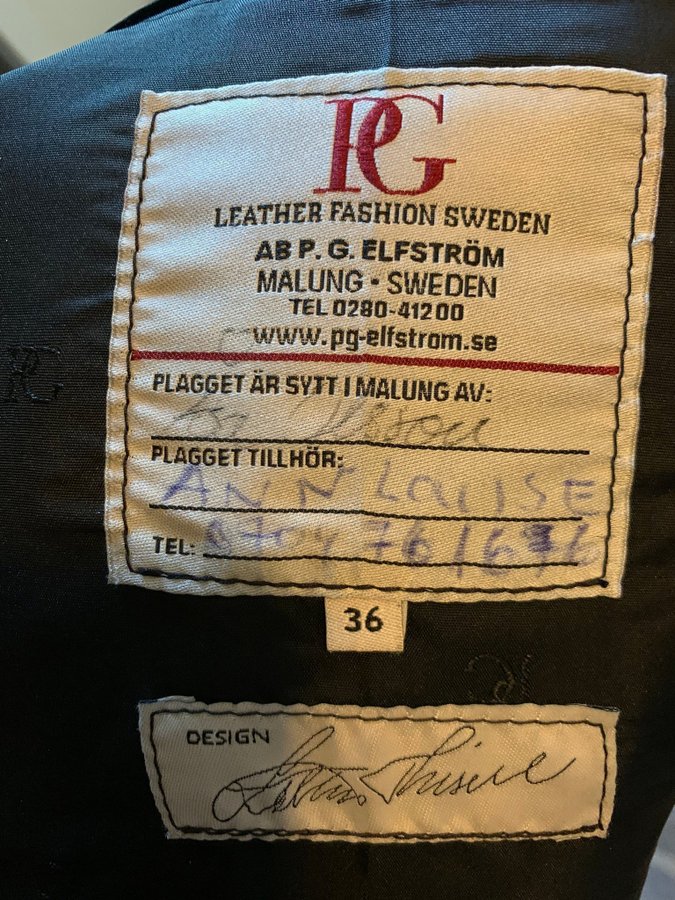 PG
LEATHER FASHION SWEDEN
AB P. G. ELFSTRÖM
MALUNG · SWEDEN
TEL 0280-41200
www.pg-elfstrom.se
PLAGGET ÄR SYTT I MALUNG AV:
PLAGGET TILLHÖR:
ANN LOUISE
TEL:
36
DESIGN